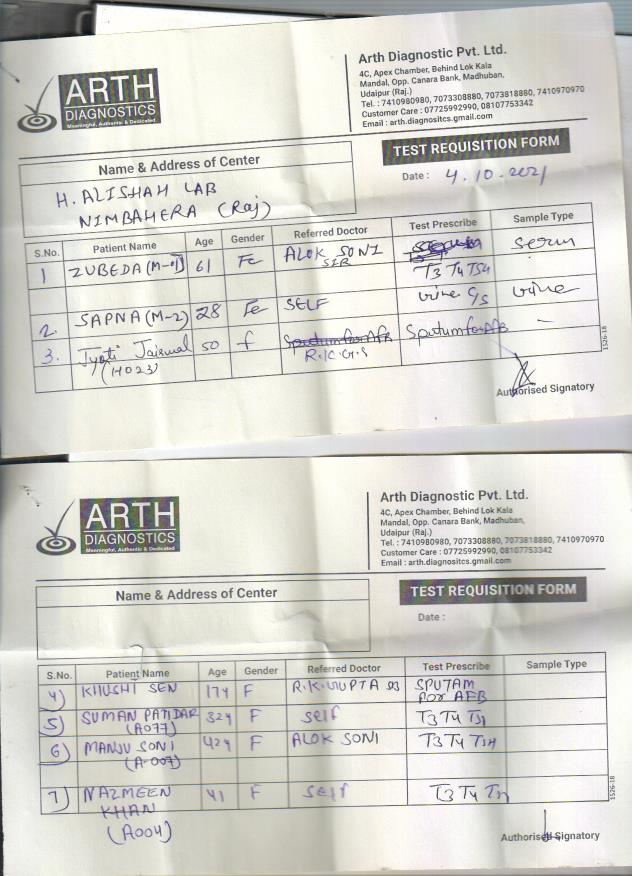 ARTH
DIAGNOSTICS
Meaningful, Authentic & Dedicated
Arth Diagnostic Pvt. Ltd.
4C, Apex Chamber, Behind Lok Kala
Mandal, Opp. Canara Bank, Madhuban,
Udaipur (Raj.)
Tel. : 7410980980, 7073308880, 7073818880, 7410970970
Customer Care : 07725992990, 08107753342
Email : arth.diagnositcs.gmail.com
Name & Address of Center
TEST REQUISITION FORM
H. ALISHAH LAB
NIMBAHERA (Raj)
Date : 4.10.2021
S.No. Patient Name Age Gender Referred Doctor Test Prescribe Sample Type
1 ZUBEDA (M-01) 61 Fe ALOK SONI SIR T3 T4 TSH serum
2. SAPNA (M-2) 28 Fe SELF urine C/S urine
3. Jyoti Jaiswal 50 f R.K.G.S Sputum for Afb -
(H023)
1526-18
Authorised Signatory
ARTH
DIAGNOSTICS
Meaningful, Authentic & Dedicated
Arth Diagnostic Pvt. Ltd.
4C, Apex Chamber, Behind Lok Kala
Mandal, Opp. Canara Bank, Madhuban,
Udaipur (Raj.)
Tel. : 7410980980, 7073308880, 7073818880, 7410970970
Customer Care : 07725992990, 08107753342
Email : arth.diagnositcs.gmail.com
Name & Address of Center
TEST REQUISITION FORM
Date :
S.No. Patient Name Age Gender Referred Doctor Test Prescribe Sample Type
4) KHUSHI SEN 17y F R.K.GUPTA SPUTAM
FOR AFB
5) SUMAN PATIDAR 32y F self T3 T4 TSH
(A077)
6) MANJU SONI 42y F ALOK SONI T3 T4 TSH
(A-007)
7) NAZMEEN 41 F self T3 T4 TSH
KHAN
(A004)
1526-18
Authorised Signatory